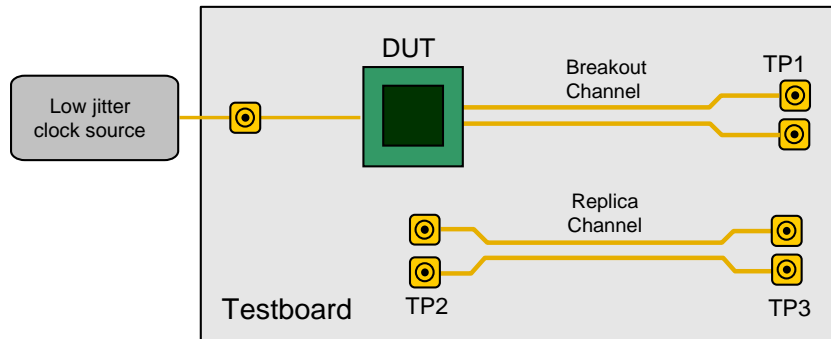 DUT
Breakout
Channel
TP1
Low jitter
clock source
Replica
Channel
TP2
TP3
Testboard